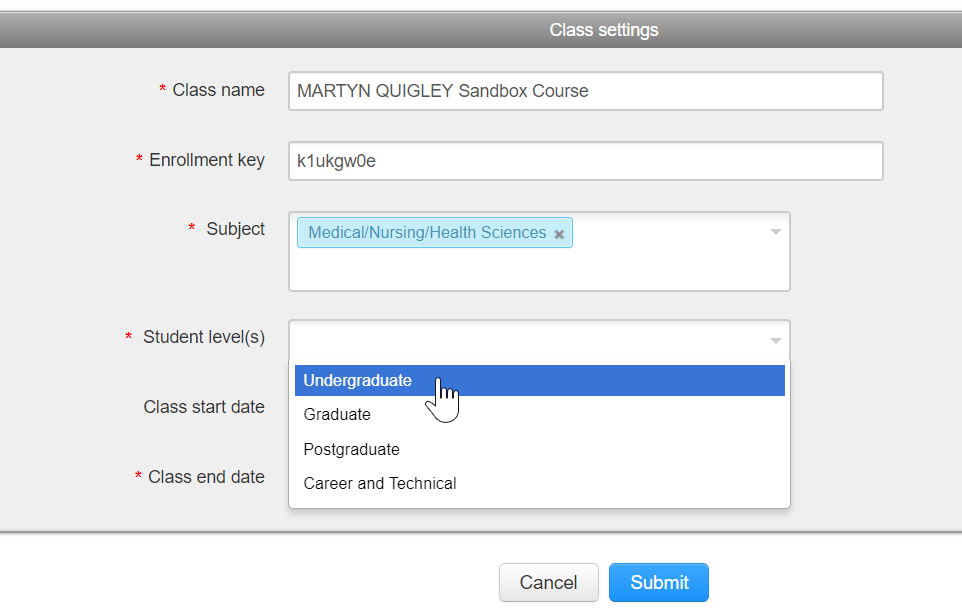 Class settings
* Class name
MARTYN QUIGLEY Sandbox Course
* Enrollment key
k1ukgw0e
* Subject
Medical/Nursing/Health Sciences ×
* Student level(s)
Undergraduate
Graduate
Postgraduate
Career and Technical
Class start date
* Class end date
Cancel
Submit